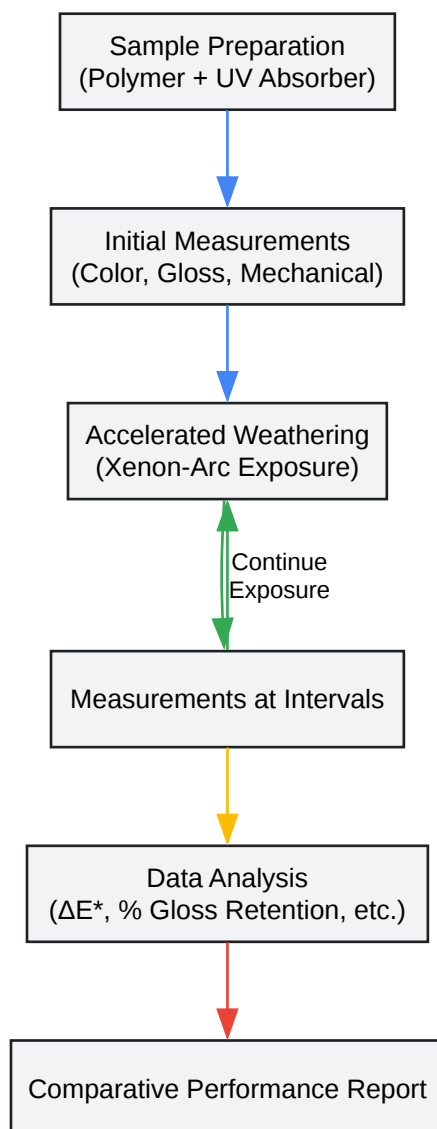 Sample Preparation
(Polymer + UV Absorber)
Initial Measurements
(Color, Gloss, Mechanical)
Accelerated Weathering
(Xenon-Arc Exposure)
Continue
Exposure
Measurements at Intervals
Data Analysis
(ΔE*, % Gloss Retention, etc.)
Comparative Performance Report